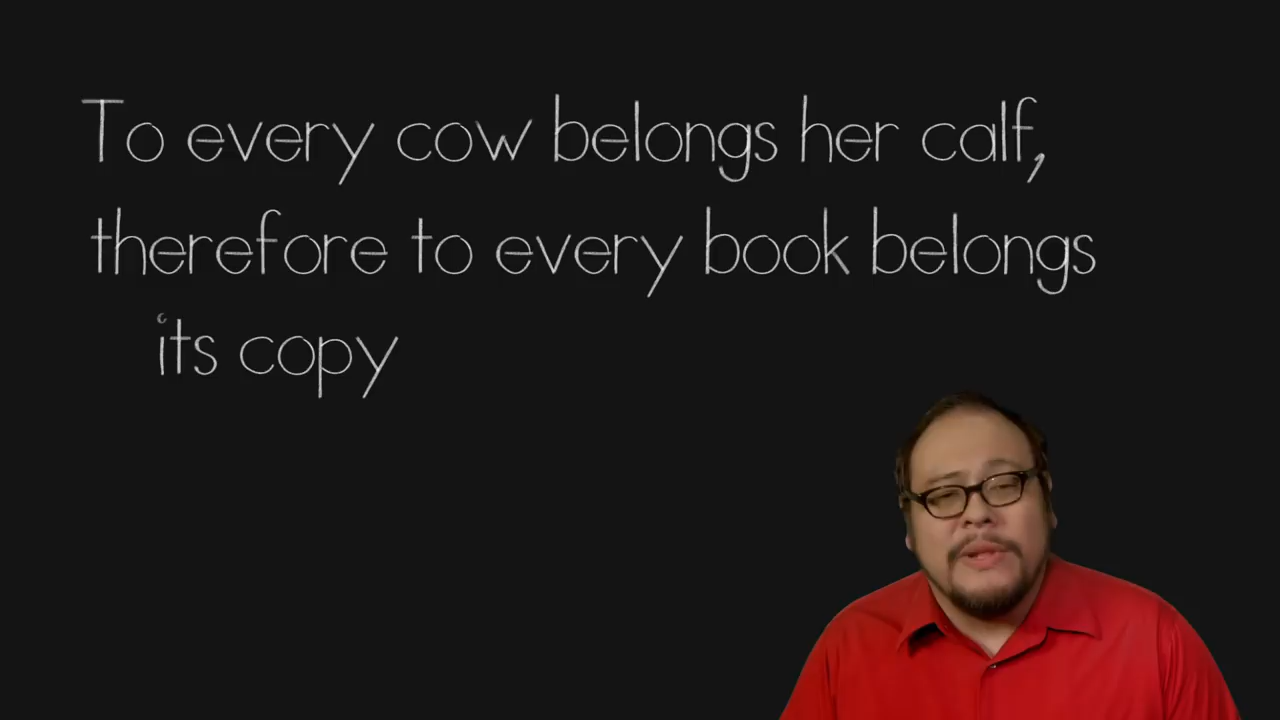 To every cow belongs her calf,
therefore to every book belongs
its copy